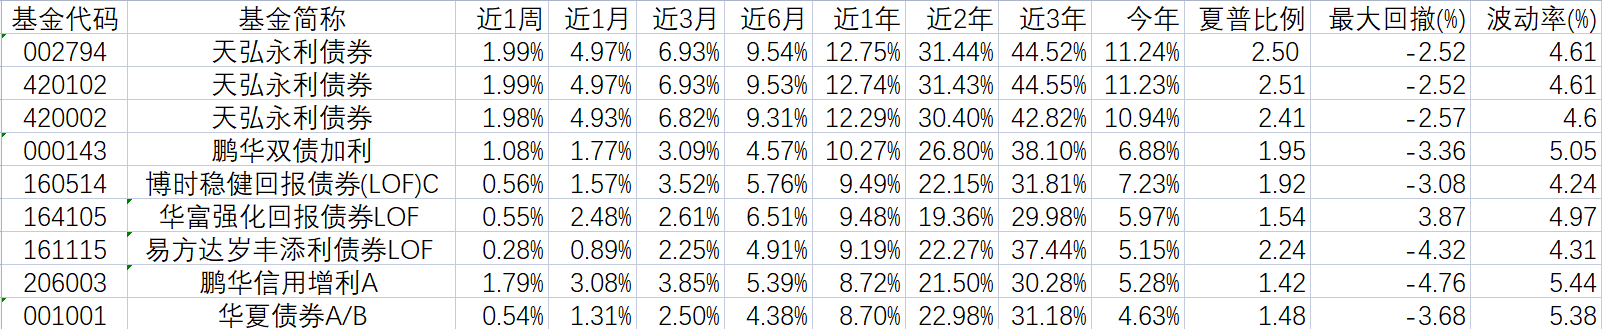 基金代码 基金简称 近1周 近1月 近3月 近6月 近1年 近2年 近3年 今年 夏普比例 最大回撤(%) 波动率(%)
002794 天弘永利债券 1.99% 4.97% 6.93% 9.54% 12.75% 31.44% 44.52% 11.24% 2.50 -2.52 4.61
420102 天弘永利债券 1.99% 4.97% 6.93% 9.53% 12.74% 31.43% 44.55% 11.23% 2.51 -2.52 4.61
420002 天弘永利债券 1.98% 4.93% 6.82% 9.31% 12.29% 30.40% 42.82% 10.94% 2.41 -2.57 4.6
000143 鹏华双债加利 1.08% 1.77% 3.09% 4.57% 10.27% 26.80% 38.10% 6.88% 1.95 -3.36 5.05
160514 博时稳健回报债券(LOF)C 0.56% 1.57% 3.52% 5.76% 9.49% 22.15% 31.81% 7.23% 1.92 -3.08 4.24
164105 华富强化回报债券LOF 0.55% 2.48% 2.61% 6.51% 9.48% 19.36% 29.98% 5.97% 1.54 3.87 4.97
161115 易方达岁丰添利债券LOF 0.28% 0.89% 2.25% 4.91% 9.19% 22.27% 37.44% 5.15% 2.24 -4.32 4.31
206003 鹏华信用增利A 1.79% 3.08% 3.85% 5.39% 8.72% 21.50% 30.28% 5.28% 1.42 -4.76 5.44
001001 华夏债券A/B 0.54% 1.31% 2.50% 4.38% 8.70% 22.98% 31.18% 4.63% 1.48 -3.68 5.38